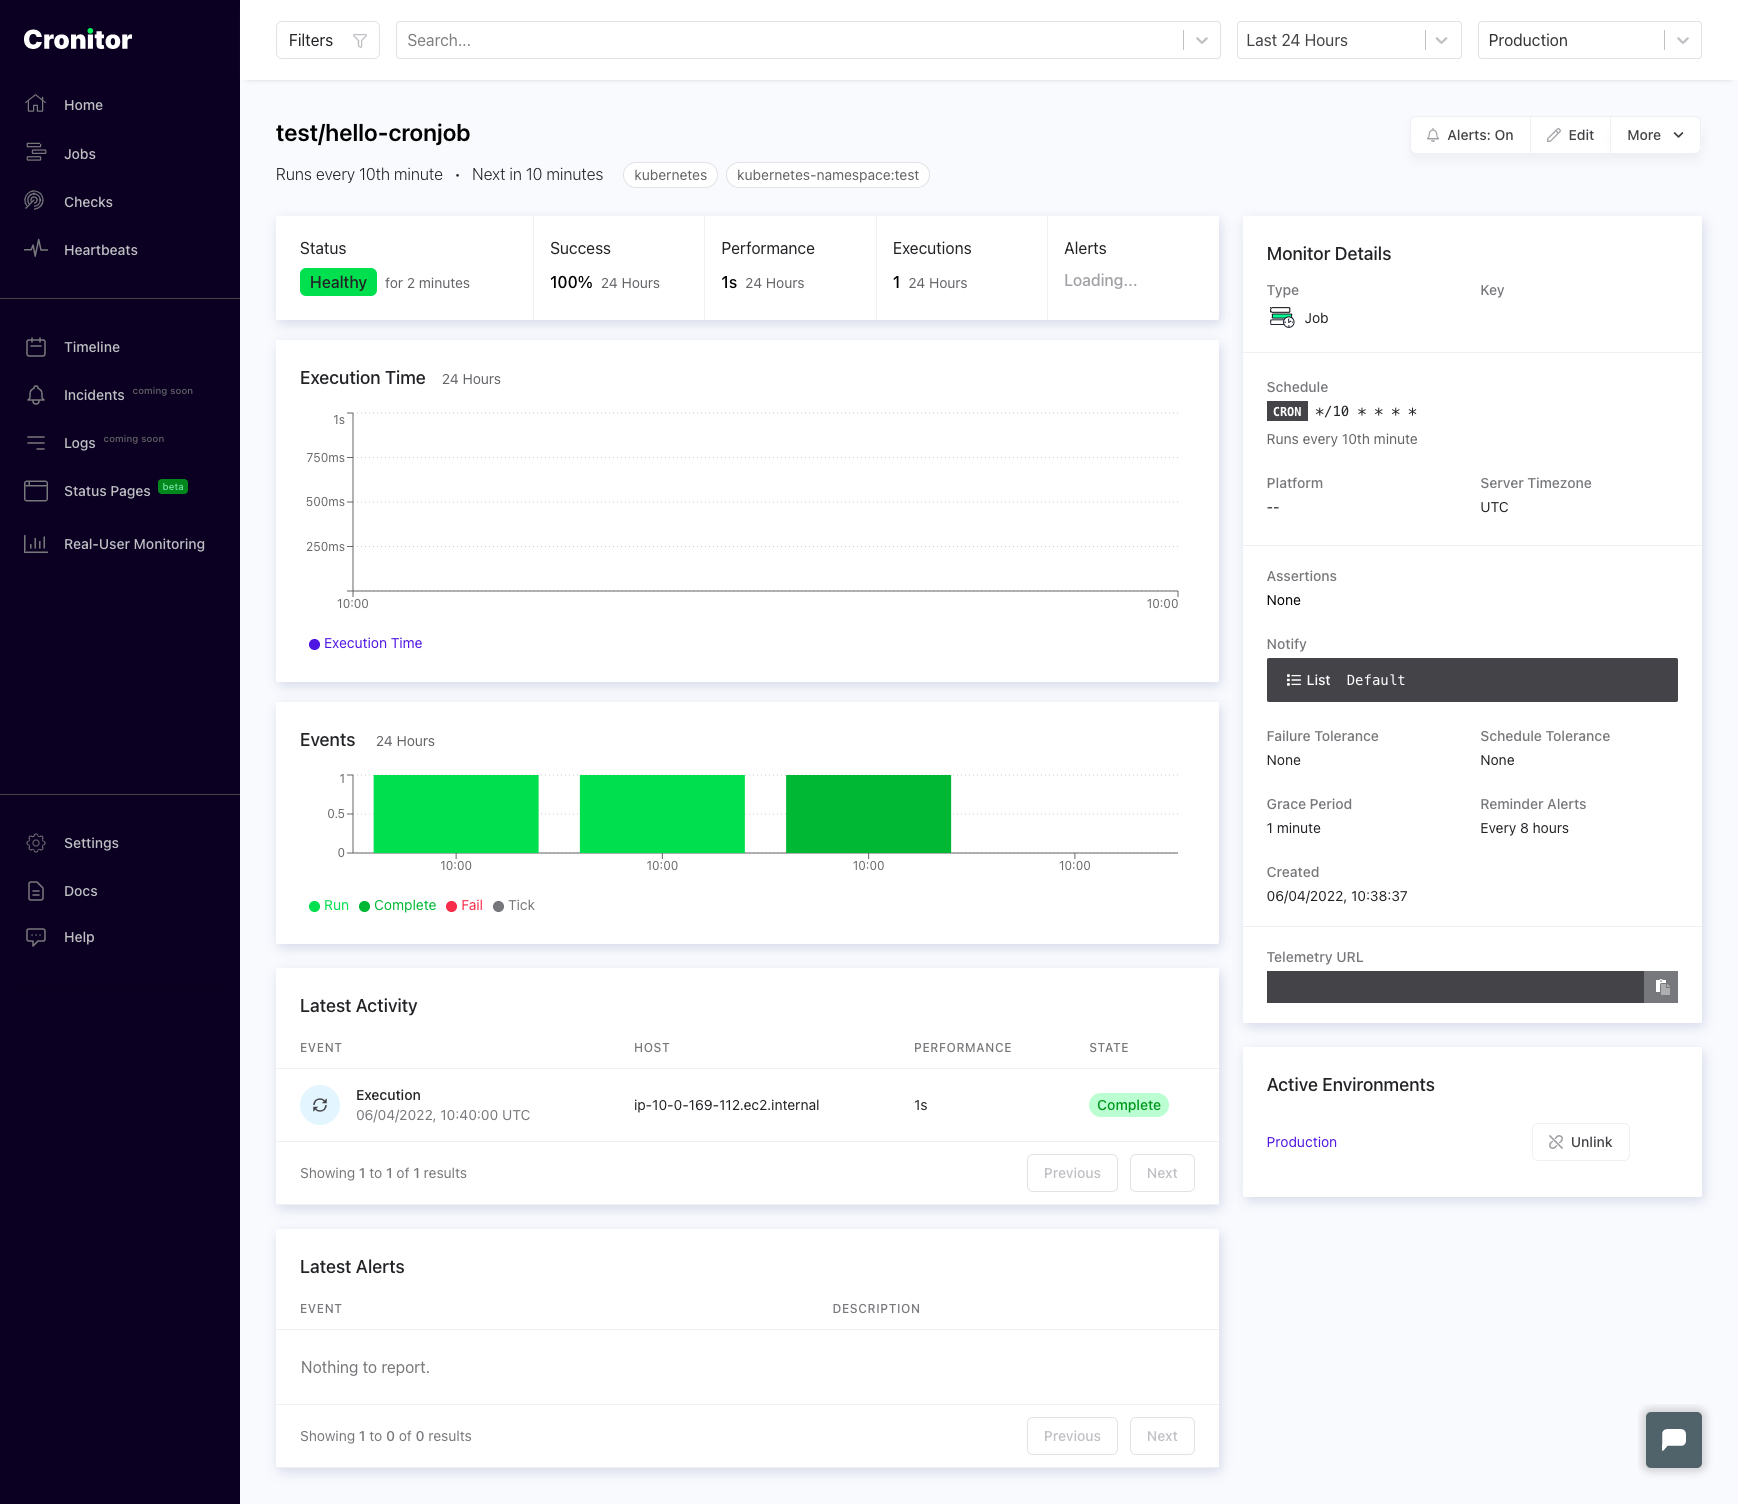 Cronitor
Home
Jobs
Checks
Heartbeats
Timeline
Incidents coming soon
Logs coming soon
Status Pages beta
Real-User Monitoring
Settings
Docs
Help
Filters
Search...
Last 24 Hours
Production
test/hello-cronjob
Alerts: On
Edit
More
Runs every 10th minute • Next in 10 minutes kubernetes kubernetes-namespace:test
Status
Healthy for 2 minutes
Success
100% 24 Hours
Performance
1s 24 Hours
Executions
1 24 Hours
Alerts
Loading...
Execution Time 24 Hours
1s
750ms
500ms
250ms
10:00 10:00
Execution Time
Events 24 Hours
1
0.5
0
10:00 10:00 10:00 10:00
Run Complete Fail Tick
Latest Activity
EVENT HOST PERFORMANCE STATE
Execution
06/04/2022, 10:40:00 UTC
ip-10-0-169-112.ec2.internal
1s
Complete
Showing 1 to 1 of 1 results
Previous
Next
Latest Alerts
EVENT DESCRIPTION
Nothing to report.
Showing 1 to 0 of 0 results
Previous
Next
Monitor Details
Type Key
Job
Schedule
CRON */10 * * * *
Runs every 10th minute
Platform Server Timezone
-- UTC
Assertions
None
Notify
List Default
Failure Tolerance Schedule Tolerance
None None
Grace Period Reminder Alerts
1 minute Every 8 hours
Created
06/04/2022, 10:38:37
Telemetry URL
Active Environments
Production
Unlink